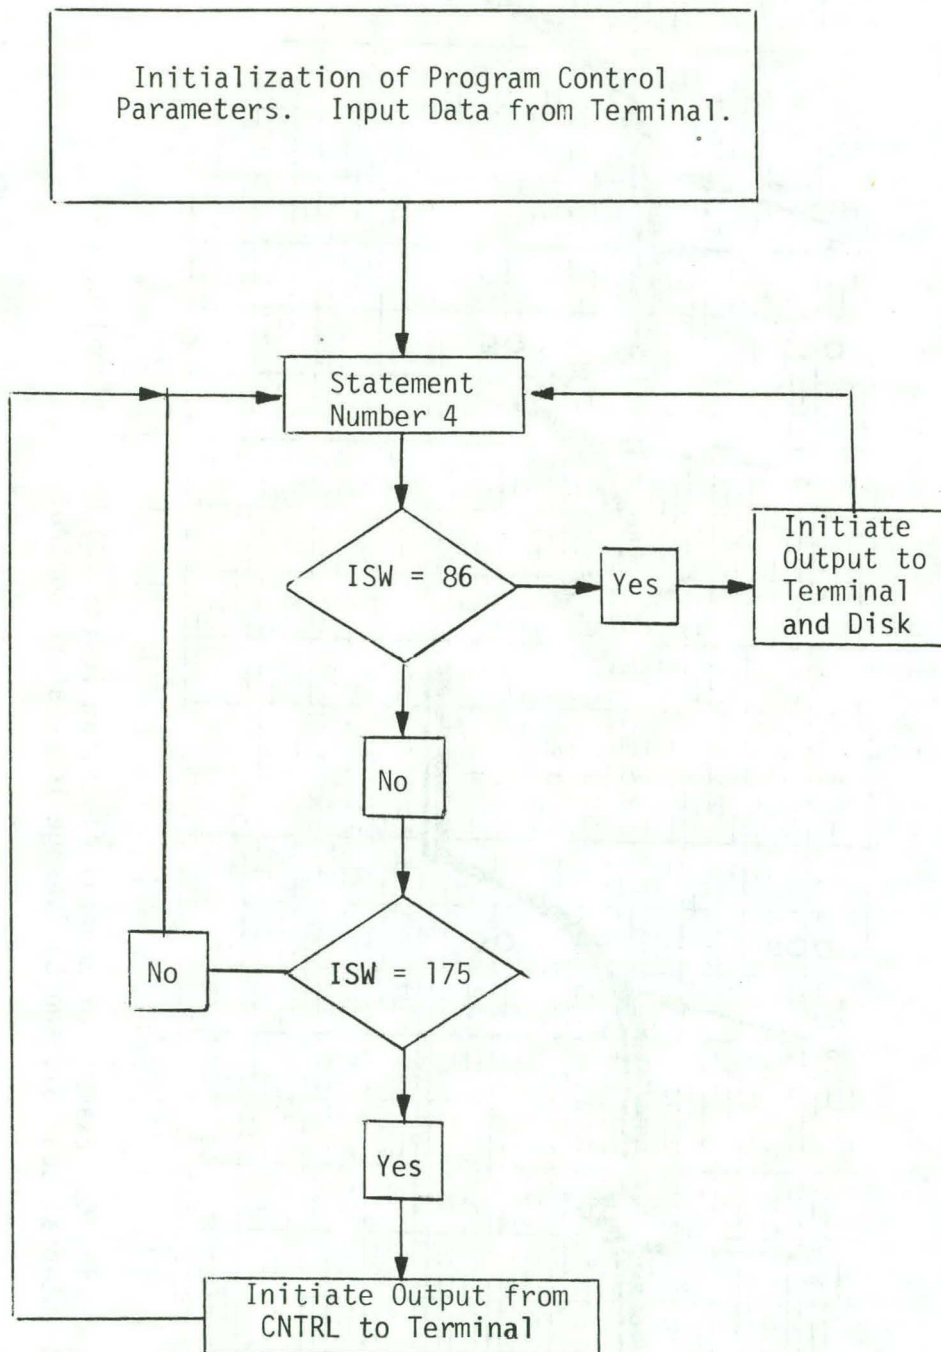 Initialization of Program Control
Parameters. Input Data from Terminal.
Statement
Number 4
ISW = 86
Yes
Initiate
Output to
Terminal
and Disk
No
No
ISW = 175
Yes
Initiate Output from
CNTRL to Terminal